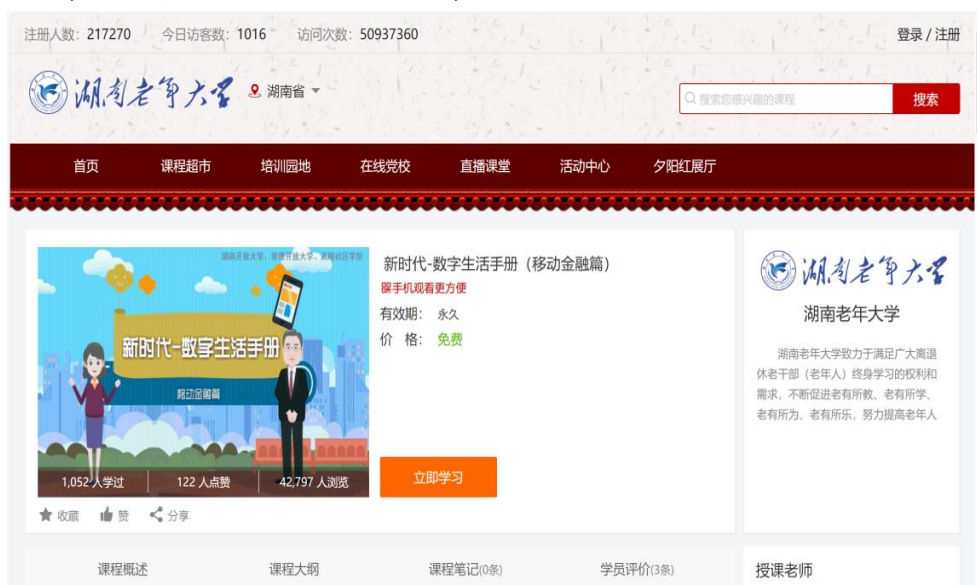 注册人数：217270 今日访客数：1016 访问次数：50937360 登录 / 注册
湖南老年大学 湖南省
搜索您感兴趣的课程 搜索
首页 课程超市 培训园地 在线党校 直播课堂 活动中心 夕阳红展厅
湖南开放大学、常德开放大学、武陵社区学院
新时代-数字生活手册
移动金融篇
1,052 人学过 122 人点赞 42,797 人浏览
收藏 赞 分享
新时代-数字生活手册（移动金融篇）
手机观看更方便
有效期： 永久
价 格： 免费
立即学习
湖南老年大学
湖南老年大学
湖南老年大学致力于满足广大离退
休老干部（老年人）终身学习的权利和
需求，不断促进老有所教、老有所学、
老有所为、老有所乐，努力提高老年人
课程概述 课程大纲 课程笔记(0条) 学员评价(3条)
授课老师